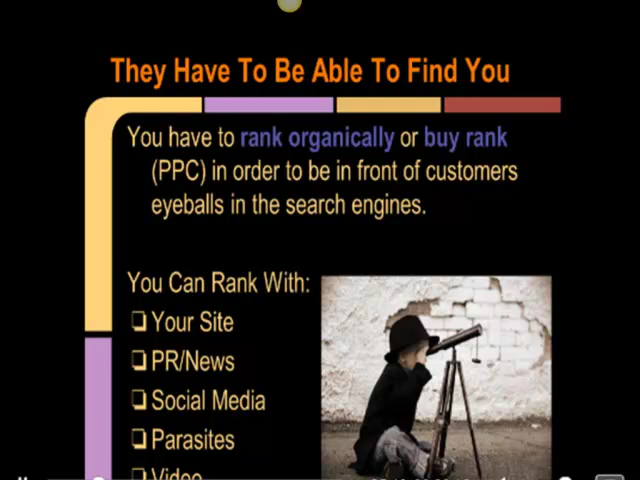 They Have To Be Able To Find You
You have to rank organically or buy rank
(PPC) in order to be in front of customers
eyeballs in the search engines.
You Can Rank With:
Your Site
PR/News
Social Media
Parasites
Video